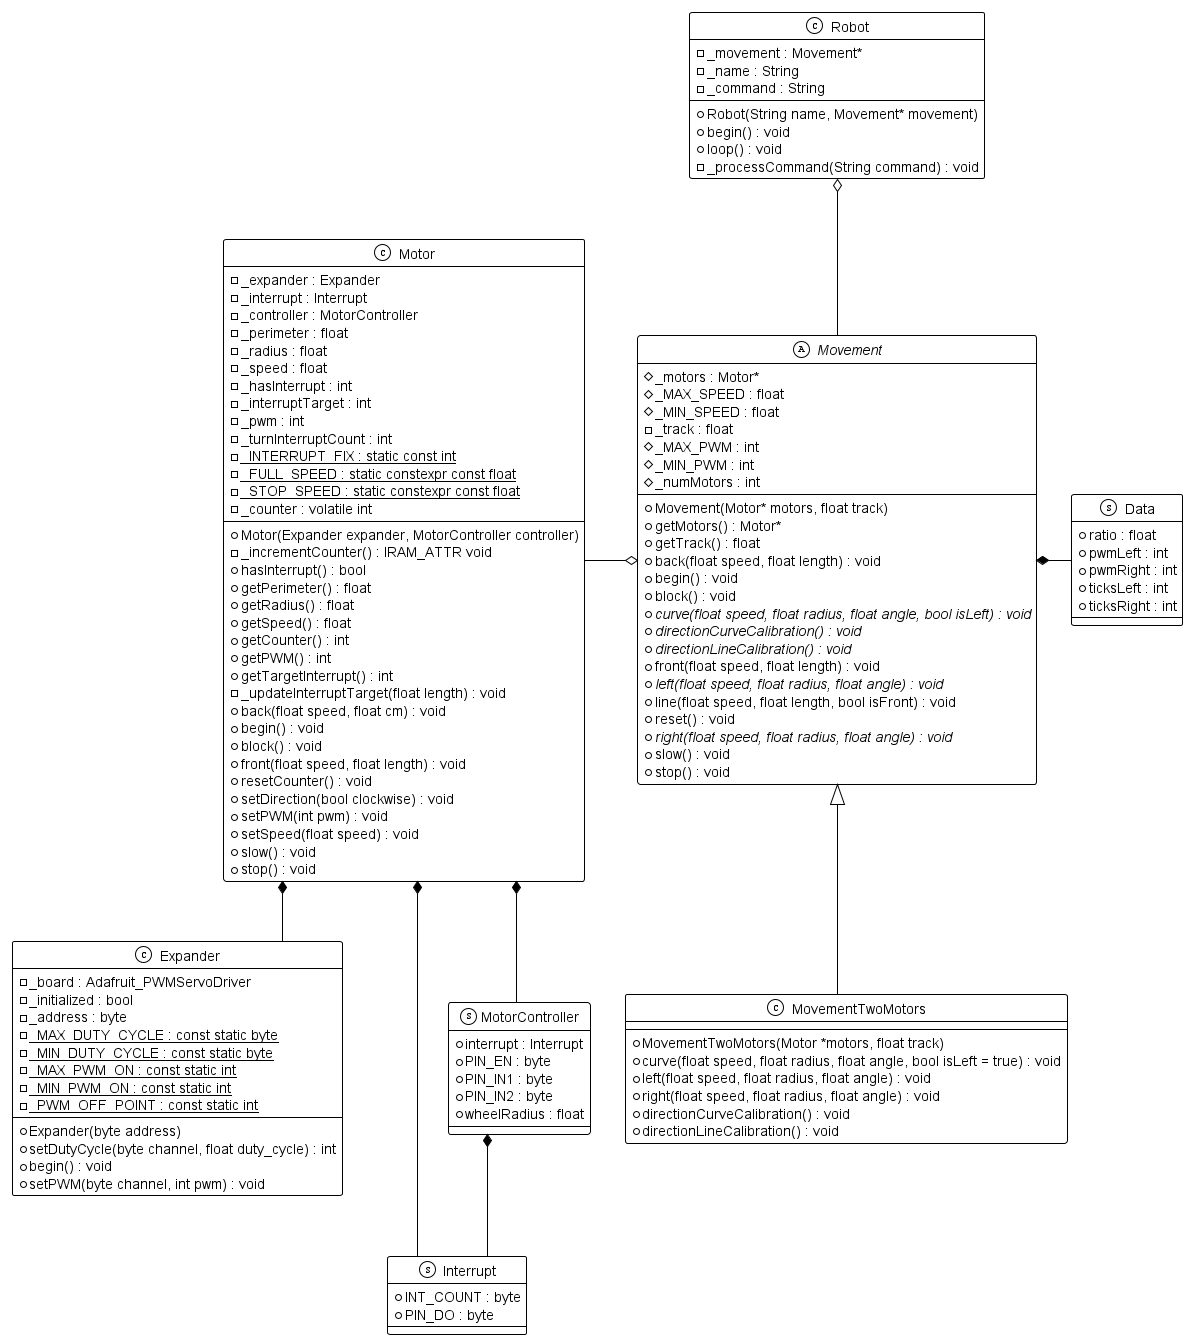 C Robot
_movement : Movement*
_name : String
_command : String
Robot(String name, Movement* movement)
begin() : void
loop() : void
_processCommand(String command) : void
C Motor
_expander : Expander
_interrupt : Interrupt
_controller : MotorController
_perimeter : float
_radius : float
_speed : float
_hasInterrupt : int
_interruptTarget : int
_pwm : int
_turnInterruptCount : int
_INTERRUPT_FIX : static const int
_FULL_SPEED : static constexpr const float
_STOP_SPEED : static constexpr const float
_counter : volatile int
Motor(Expander expander, MotorController controller)
_incrementCounter() : IRAM_ATTR void
hasInterrupt() : bool
getPerimeter() : float
getRadius() : float
getSpeed() : float
getCounter() : int
getPWM() : int
getTargetInterrupt() : int
_updateInterruptTarget(float length) : void
back(float speed, float cm) : void
begin() : void
block() : void
front(float speed, float length) : void
resetCounter() : void
setDirection(bool clockwise) : void
setPWM(int pwm) : void
setSpeed(float speed) : void
slow() : void
stop() : void
A Movement
_motors : Motor*
_MAX_SPEED : float
_MIN_SPEED : float
_track : float
_MAX_PWM : int
_MIN_PWM : int
_numMotors : int
Movement(Motor* motors, float track)
getMotors() : Motor*
getTrack() : float
back(float speed, float length) : void
begin() : void
block() : void
curve(float speed, float radius, float angle, bool isLeft) : void
directionCurveCalibration() : void
directionLineCalibration() : void
front(float speed, float length) : void
left(float speed, float radius, float angle) : void
line(float speed, float length, bool isFront) : void
reset() : void
right(float speed, float radius, float angle) : void
slow() : void
stop() : void
S Data
ratio : float
pwmLeft : int
pwmRight : int
ticksLeft : int
ticksRight : int
C Expander
_board : Adafruit_PWMServoDriver
_initialized : bool
_address : byte
_MAX_DUTY_CYCLE : const static byte
_MIN_DUTY_CYCLE : const static byte
_MAX_PWM_ON : const static int
_MIN_PWM_ON : const static int
_PWM_OFF_POINT : const static int
Expander(byte address)
setDutyCycle(byte channel, float duty_cycle) : int
begin() : void
setPWM(byte channel, int pwm) : void
S MotorController
interrupt : Interrupt
PIN_EN : byte
PIN_IN1 : byte
PIN_IN2 : byte
wheelRadius : float
C MovementTwoMotors
MovementTwoMotors(Motor *motors, float track)
curve(float speed, float radius, float angle, bool isLeft = true) : void
left(float speed, float radius, float angle) : void
right(float speed, float radius, float angle) : void
directionCurveCalibration() : void
directionLineCalibration() : void
S Interrupt
INT_COUNT : byte
PIN_DO : byte